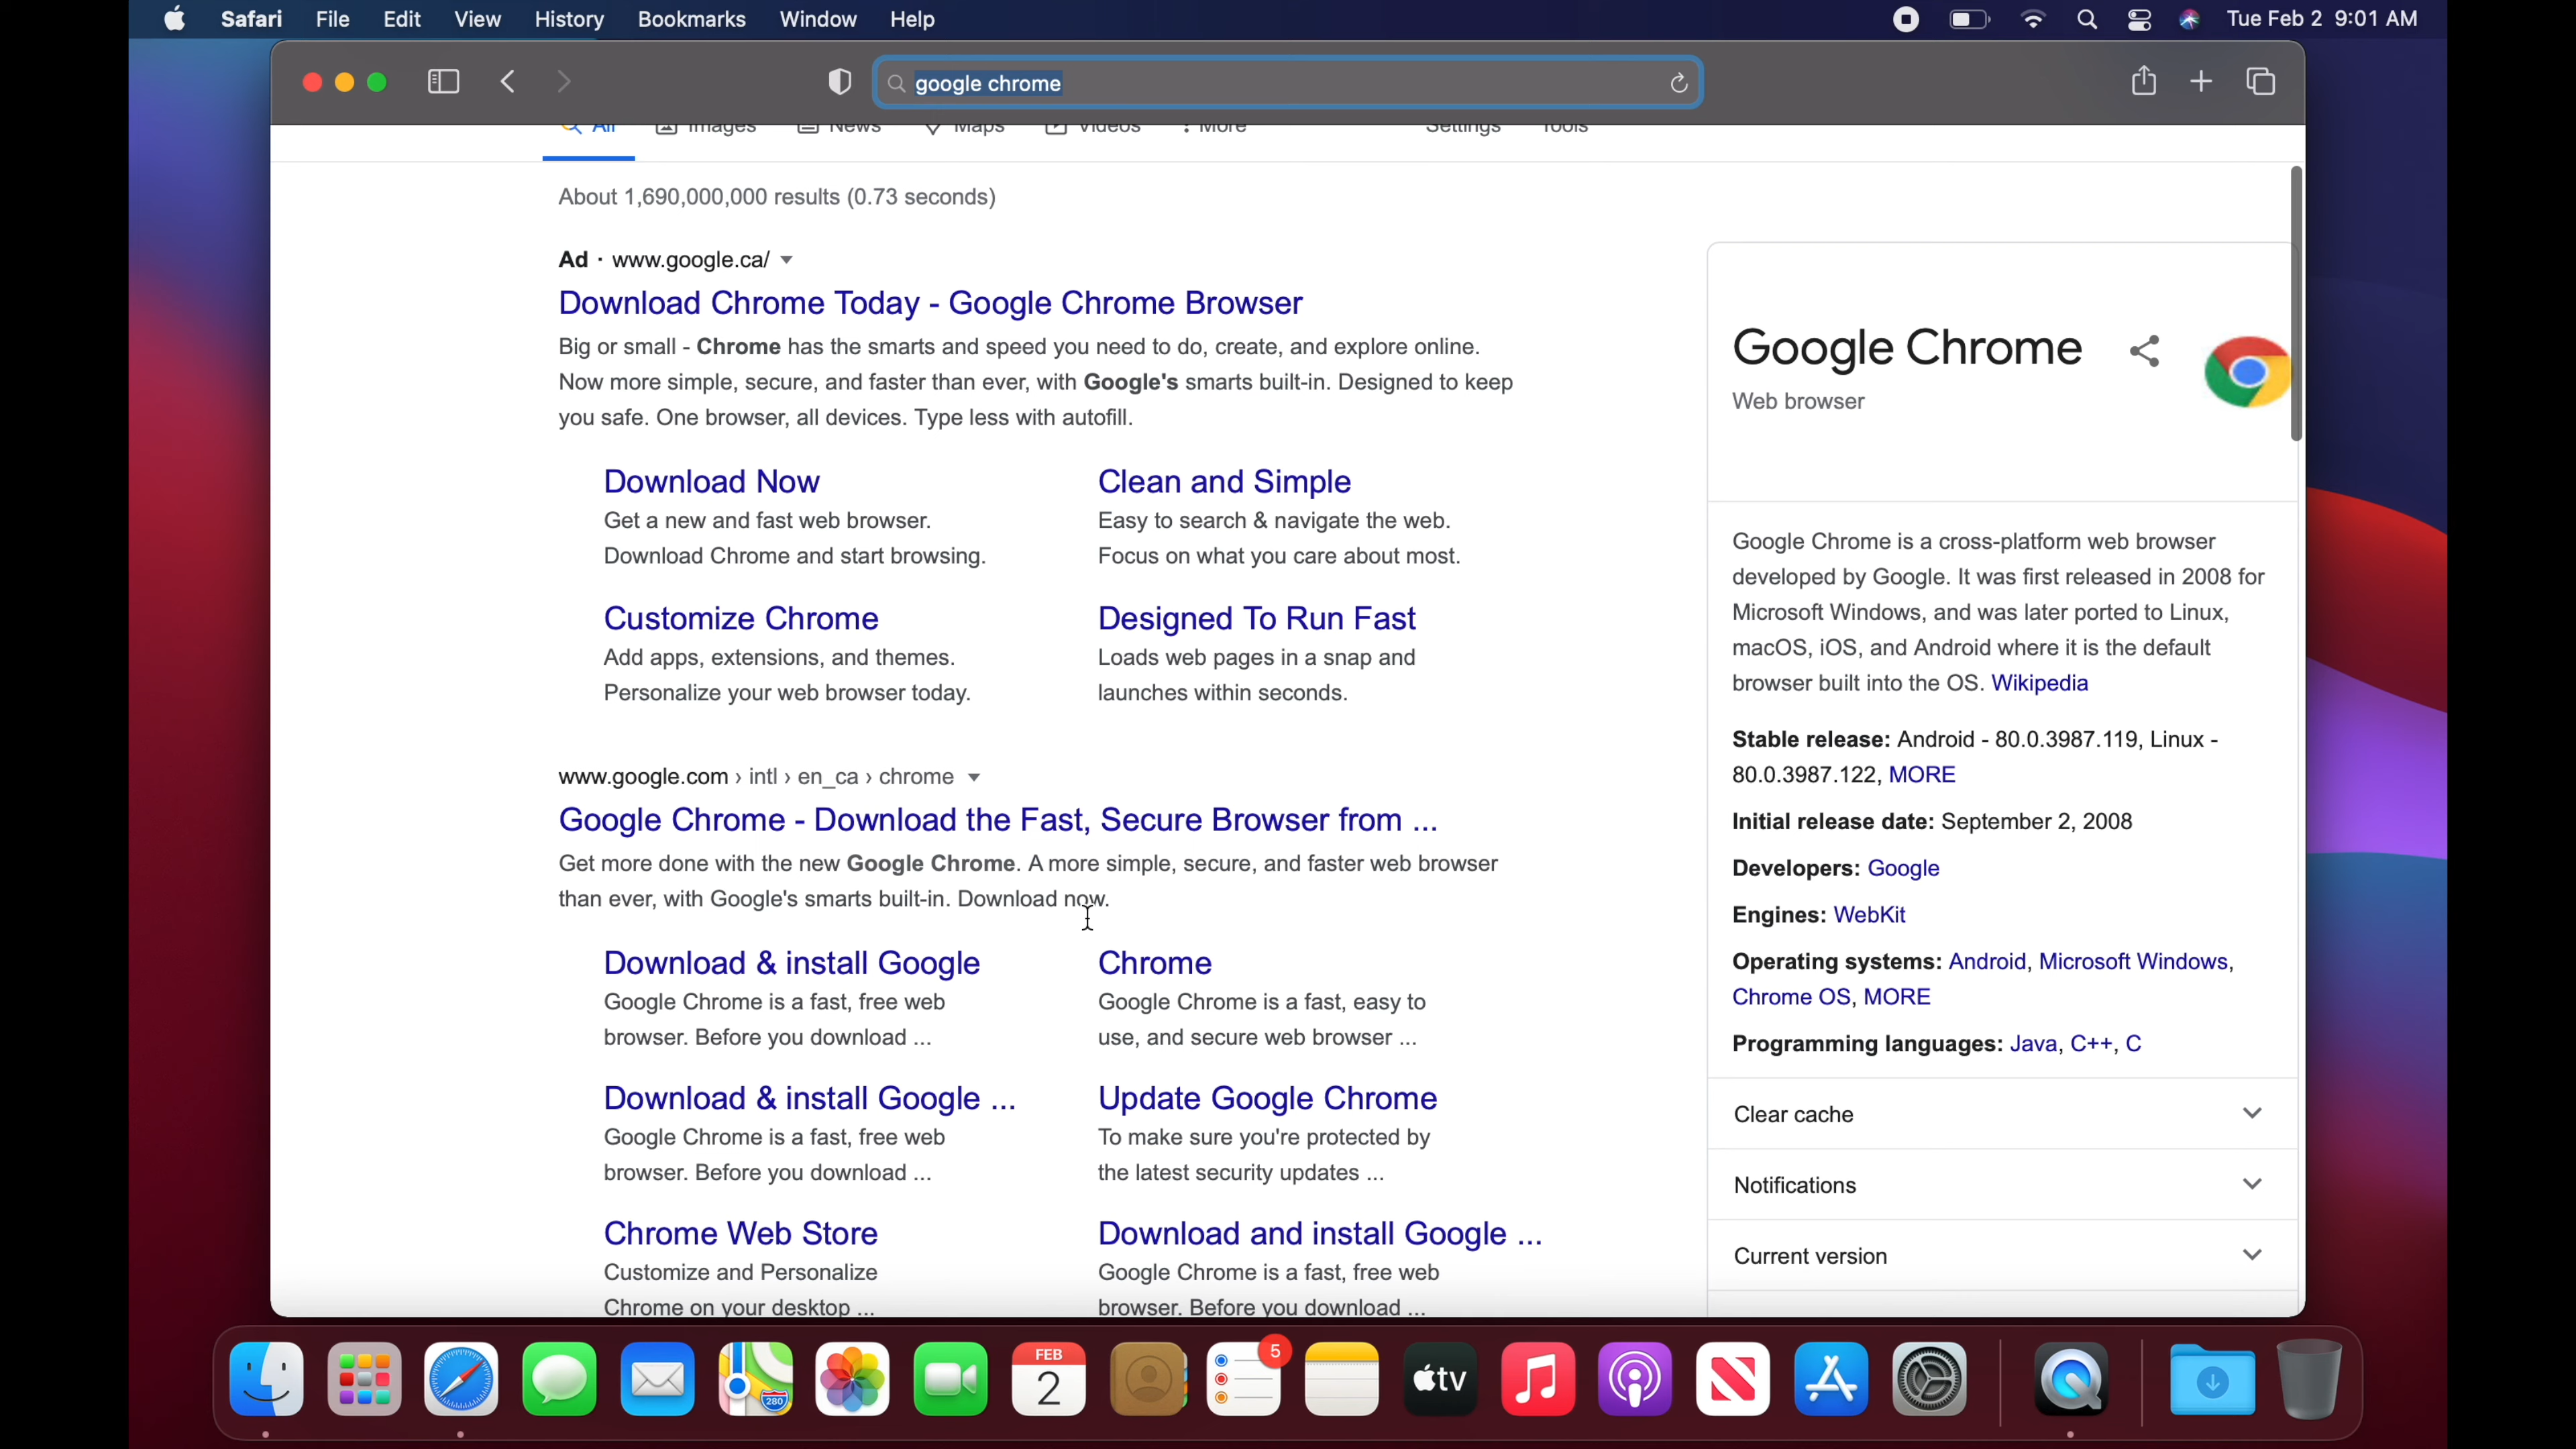 Safari File Edit View History Bookmarks Window Help Tue Feb 2 9:01 AM
google chrome
All Images News Maps Videos More Settings Tools
About 1,690,000,000 results (0.73 seconds)
Ad · www.google.ca/
Download Chrome Today - Google Chrome Browser
Big or small - Chrome has the smarts and speed you need to do, create, and explore online.
Now more simple, secure, and faster than ever, with Google's smarts built-in. Designed to keep
you safe. One browser, all devices. Type less with autofill.
Download Now
Get a new and fast web browser.
Download Chrome and start browsing.
Clean and Simple
Easy to search & navigate the web.
Focus on what you care about most.
Customize Chrome
Add apps, extensions, and themes.
Personalize your web browser today.
Designed To Run Fast
Loads web pages in a snap and
launches within seconds.
www.google.com › intl › en_ca › chrome
Google Chrome - Download the Fast, Secure Browser from ...
Get more done with the new Google Chrome. A more simple, secure, and faster web browser
than ever, with Google's smarts built-in. Download now.
Download & install Google
Google Chrome is a fast, free web
browser. Before you download ...
Chrome
Google Chrome is a fast, easy to
use, and secure web browser ...
Download & install Google ...
Google Chrome is a fast, free web
browser. Before you download ...
Update Google Chrome
To make sure you're protected by
the latest security updates ...
Chrome Web Store
Customize and Personalize
Chrome on your desktop ...
Download and install Google ...
Google Chrome is a fast, free web
browser. Before you download ...
Google Chrome
Web browser
Google Chrome is a cross-platform web browser
developed by Google. It was first released in 2008 for
Microsoft Windows, and was later ported to Linux,
macOS, iOS, and Android where it is the default
browser built into the OS. Wikipedia
Stable release: Android - 80.0.3987.119, Linux -
80.0.3987.122, MORE
Initial release date: September 2, 2008
Developers: Google
Engines: WebKit
Operating systems: Android, Microsoft Windows,
Chrome OS, MORE
Programming languages: Java, C++, C
Clear cache
Notifications
Current version
280
FEB
2
5
tv